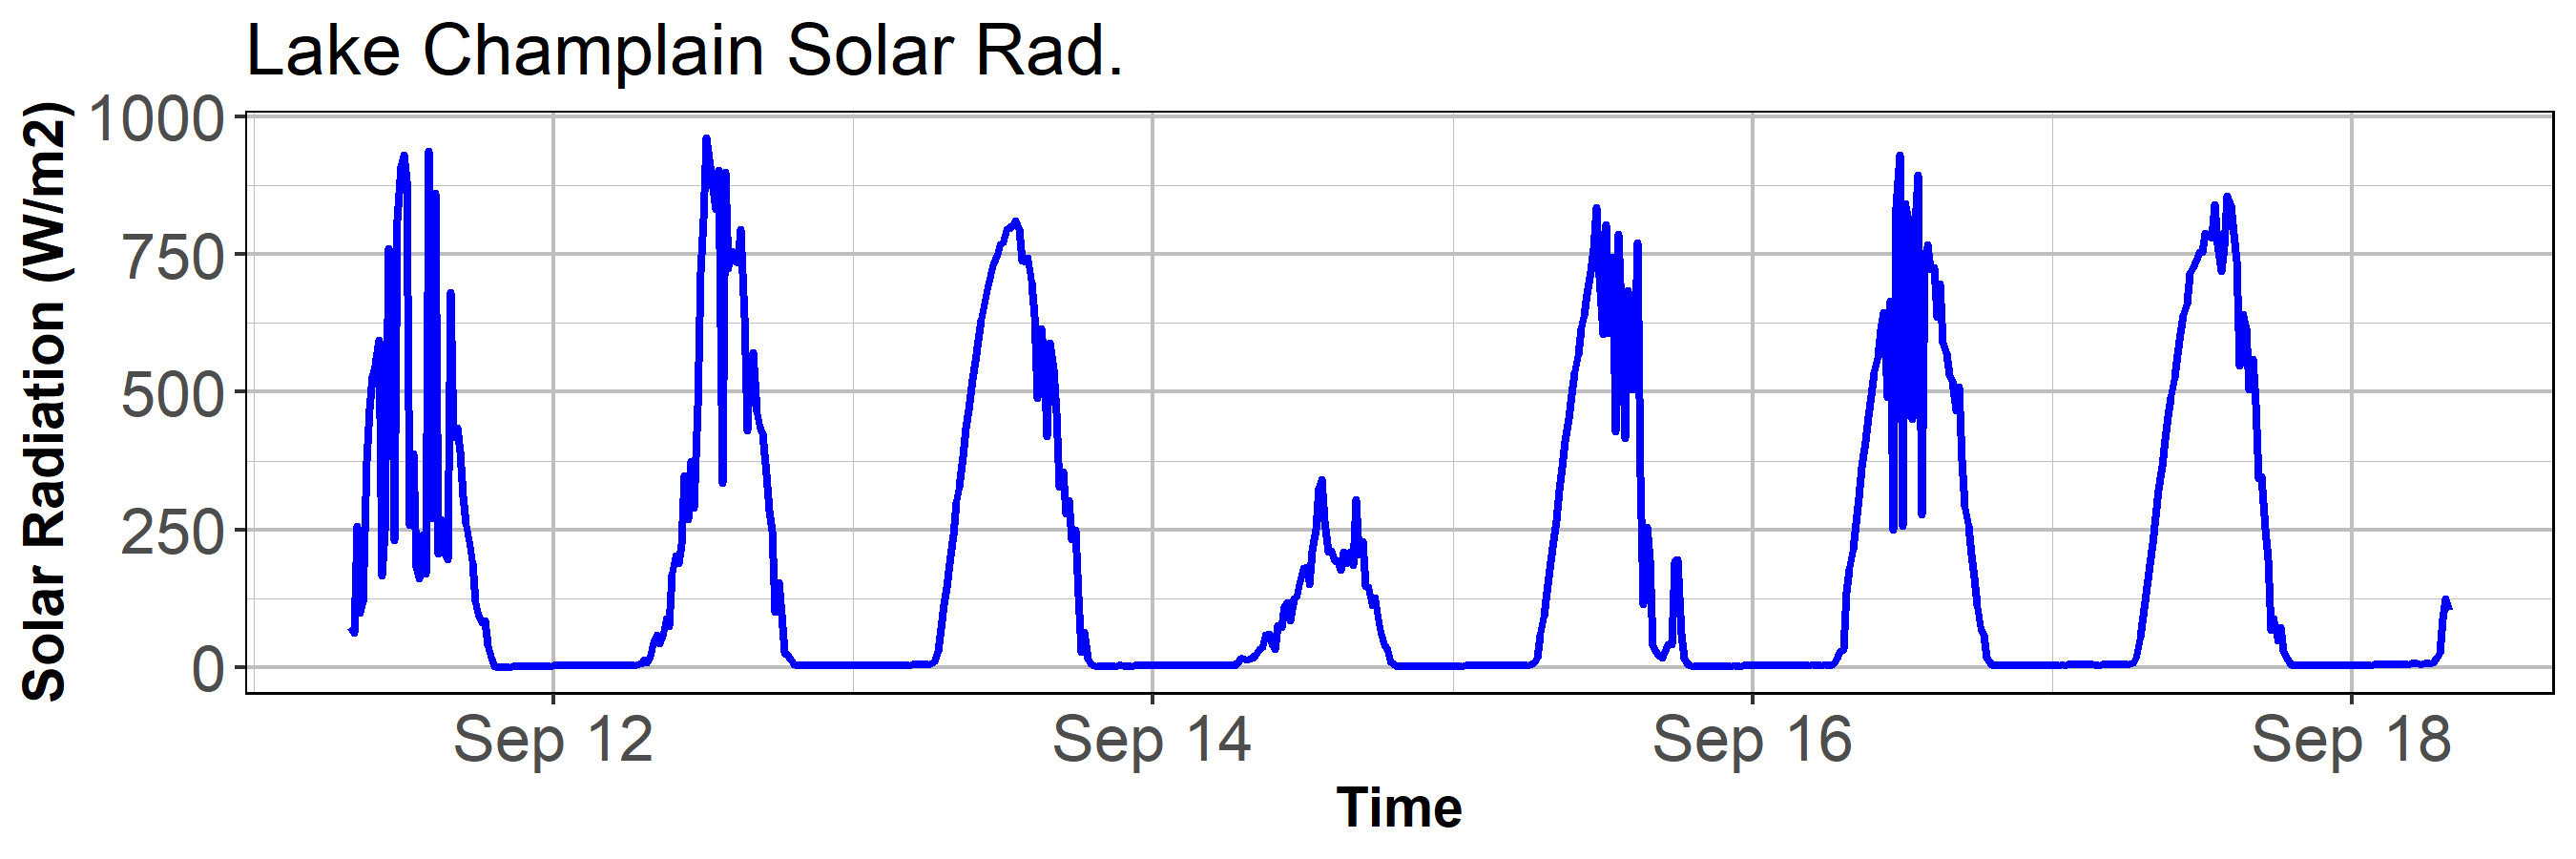 Lake Champlain Solar Rad.
Solar Radiation (W/m2)
1000
750
500
250
0
Sep 12 Sep 14 Sep 16 Sep 18
Time